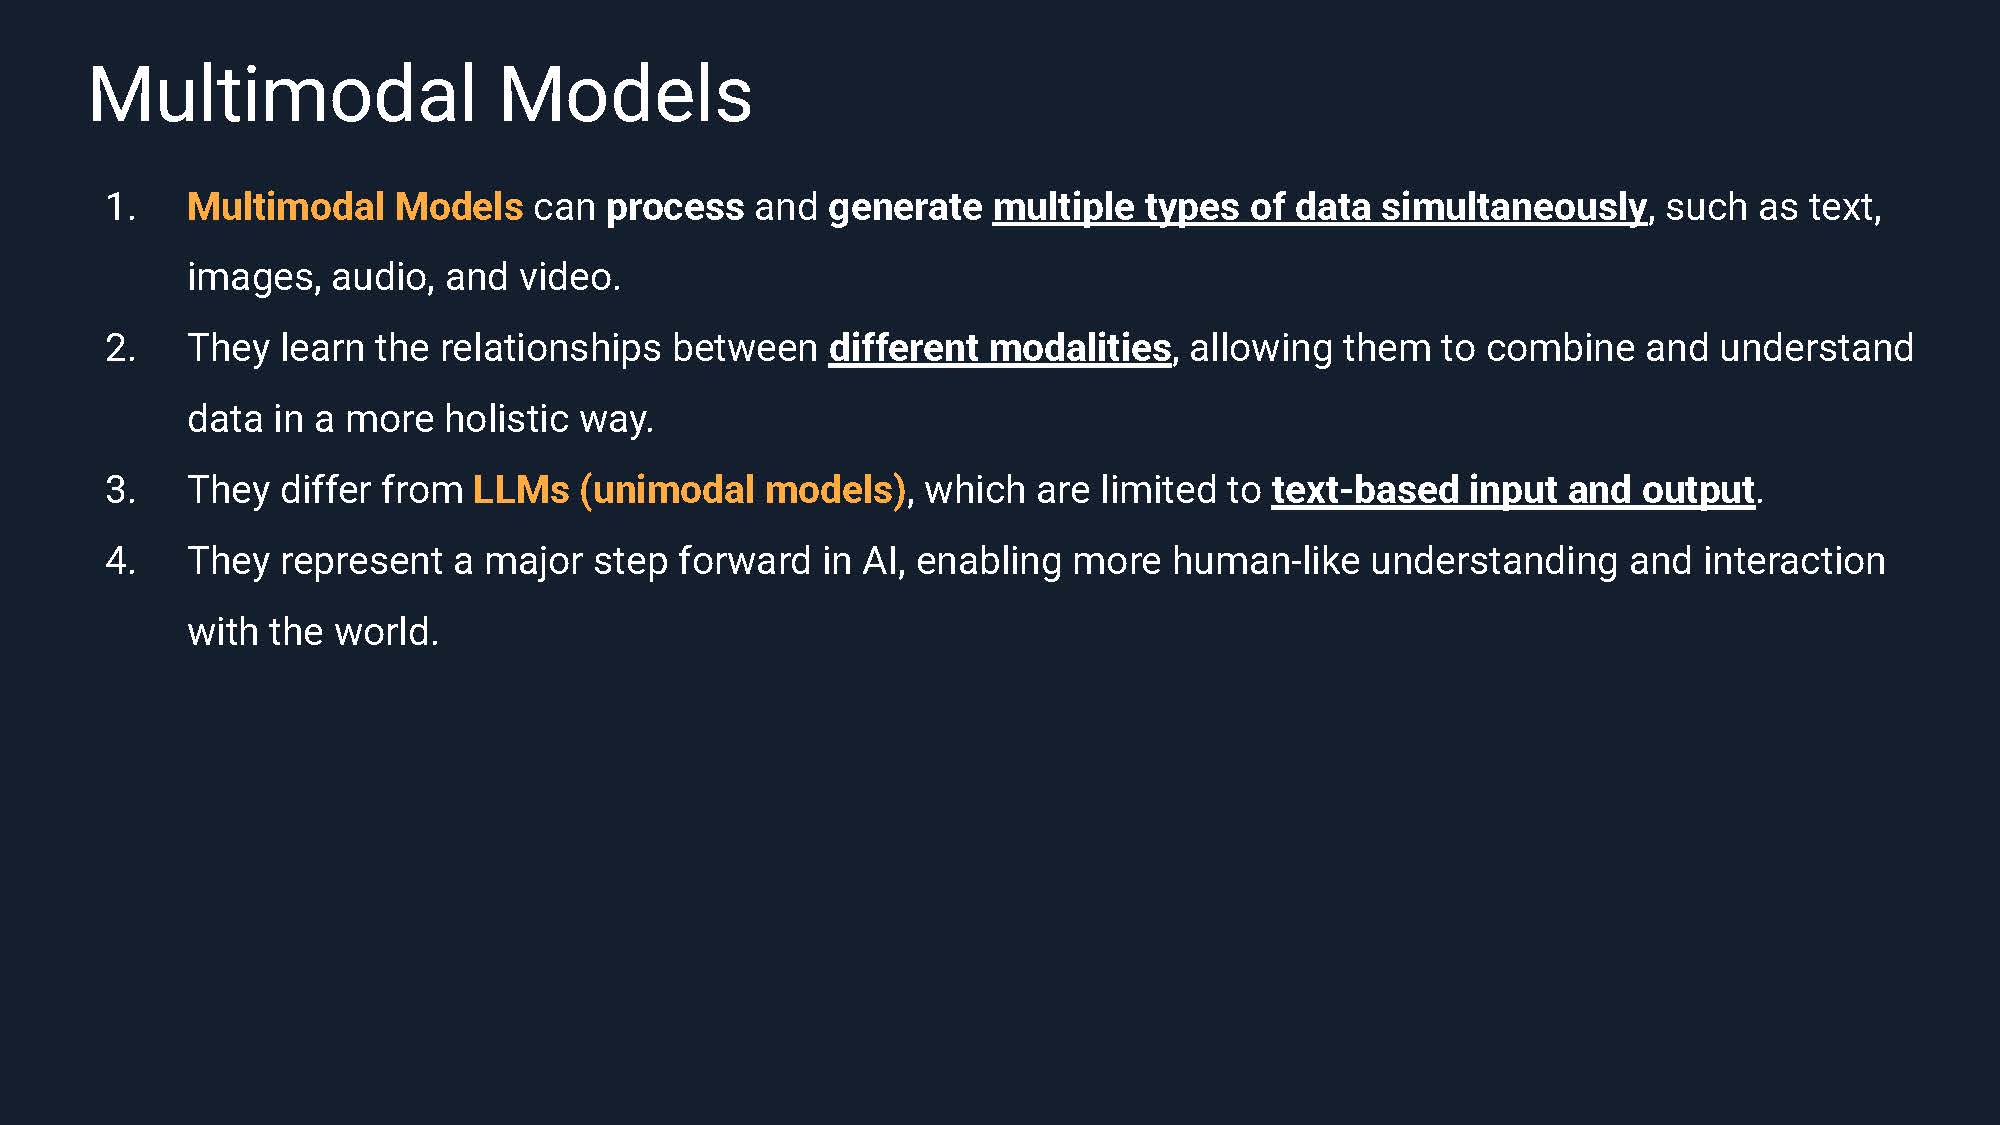 Multimodal Models
1. Multimodal Models can process and generate multiple types of data simultaneously, such as text,
images, audio, and video.
2. They learn the relationships between different modalities, allowing them to combine and understand
data in a more holistic way.
3. They differ from LLMs (unimodal models), which are limited to text-based input and output.
4. They represent a major step forward in AI, enabling more human-like understanding and interaction
with the world.